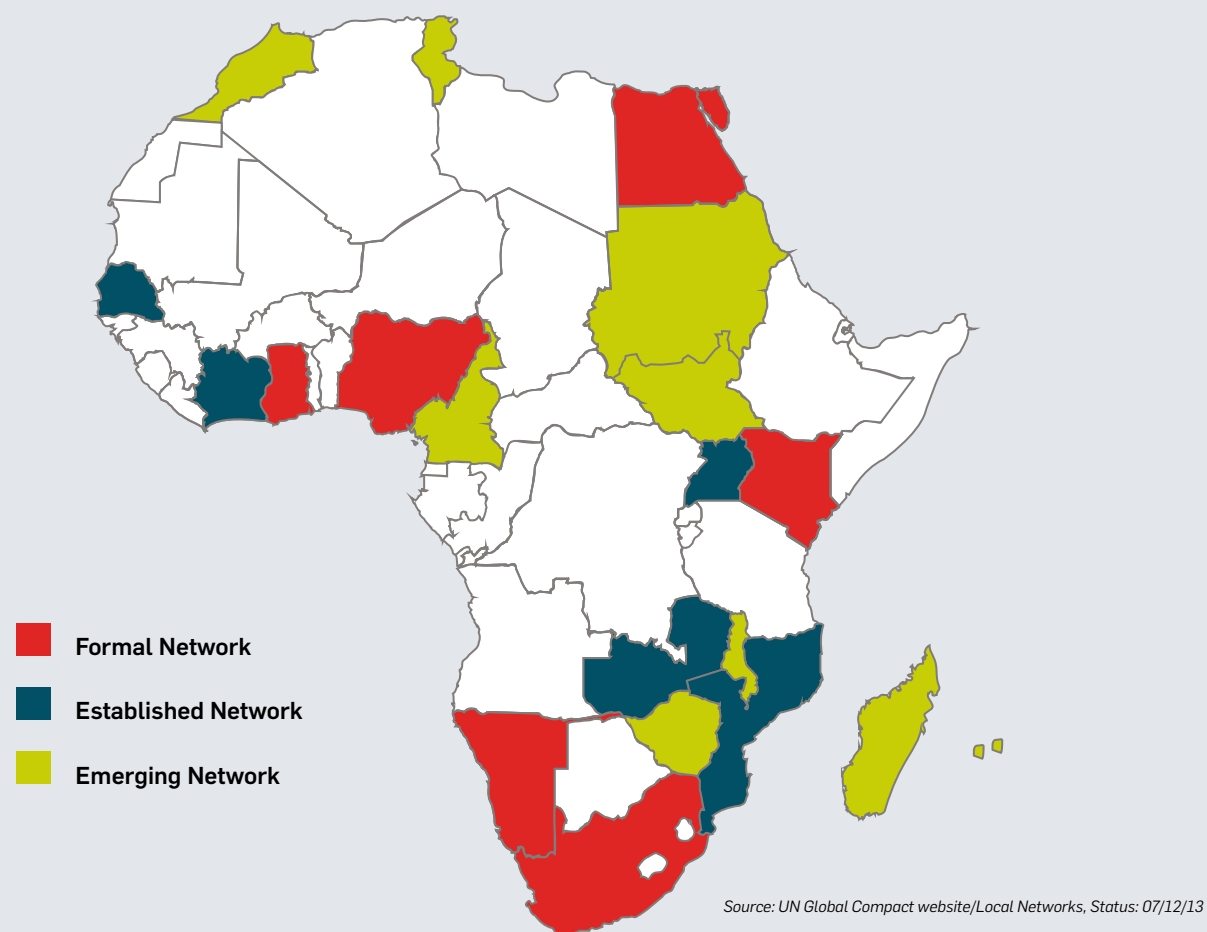 Formal Network
Established Network
Emerging Network
Source: UN Global Compact website/Local Networks, Status: 07/12/13